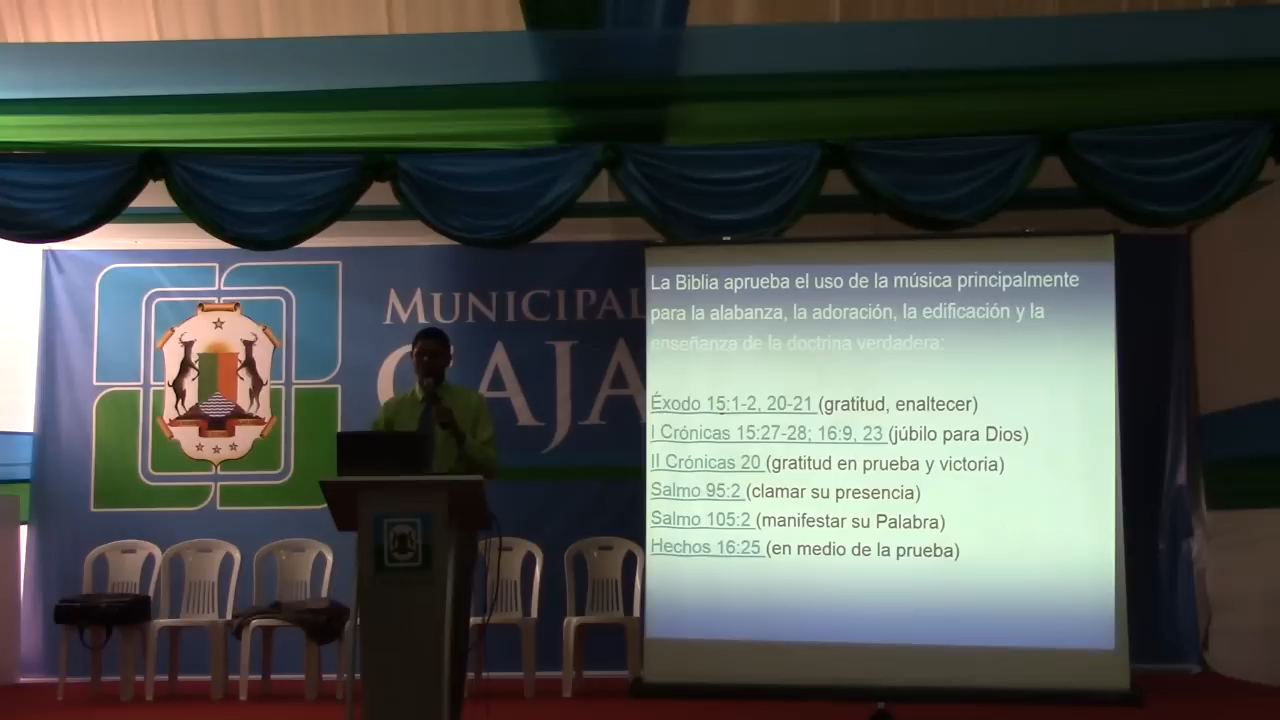 MUNICIPAL
CAJA
La Biblia aprueba el uso de la música principalmente
para la alabanza, la adoración, la edificación y la
enseñanza de la doctrina verdadera:
Éxodo 15:1-2, 20-21 (gratitud, enaltecer)
I Crónicas 15:27-28; 16:9, 23 (júbilo para Dios)
II Crónicas 20 (gratitud en prueba y victoria)
Salmo 95:2 (clamar su presencia)
Salmo 105:2 (manifestar su Palabra)
Hechos 16:25 (en medio de la prueba)